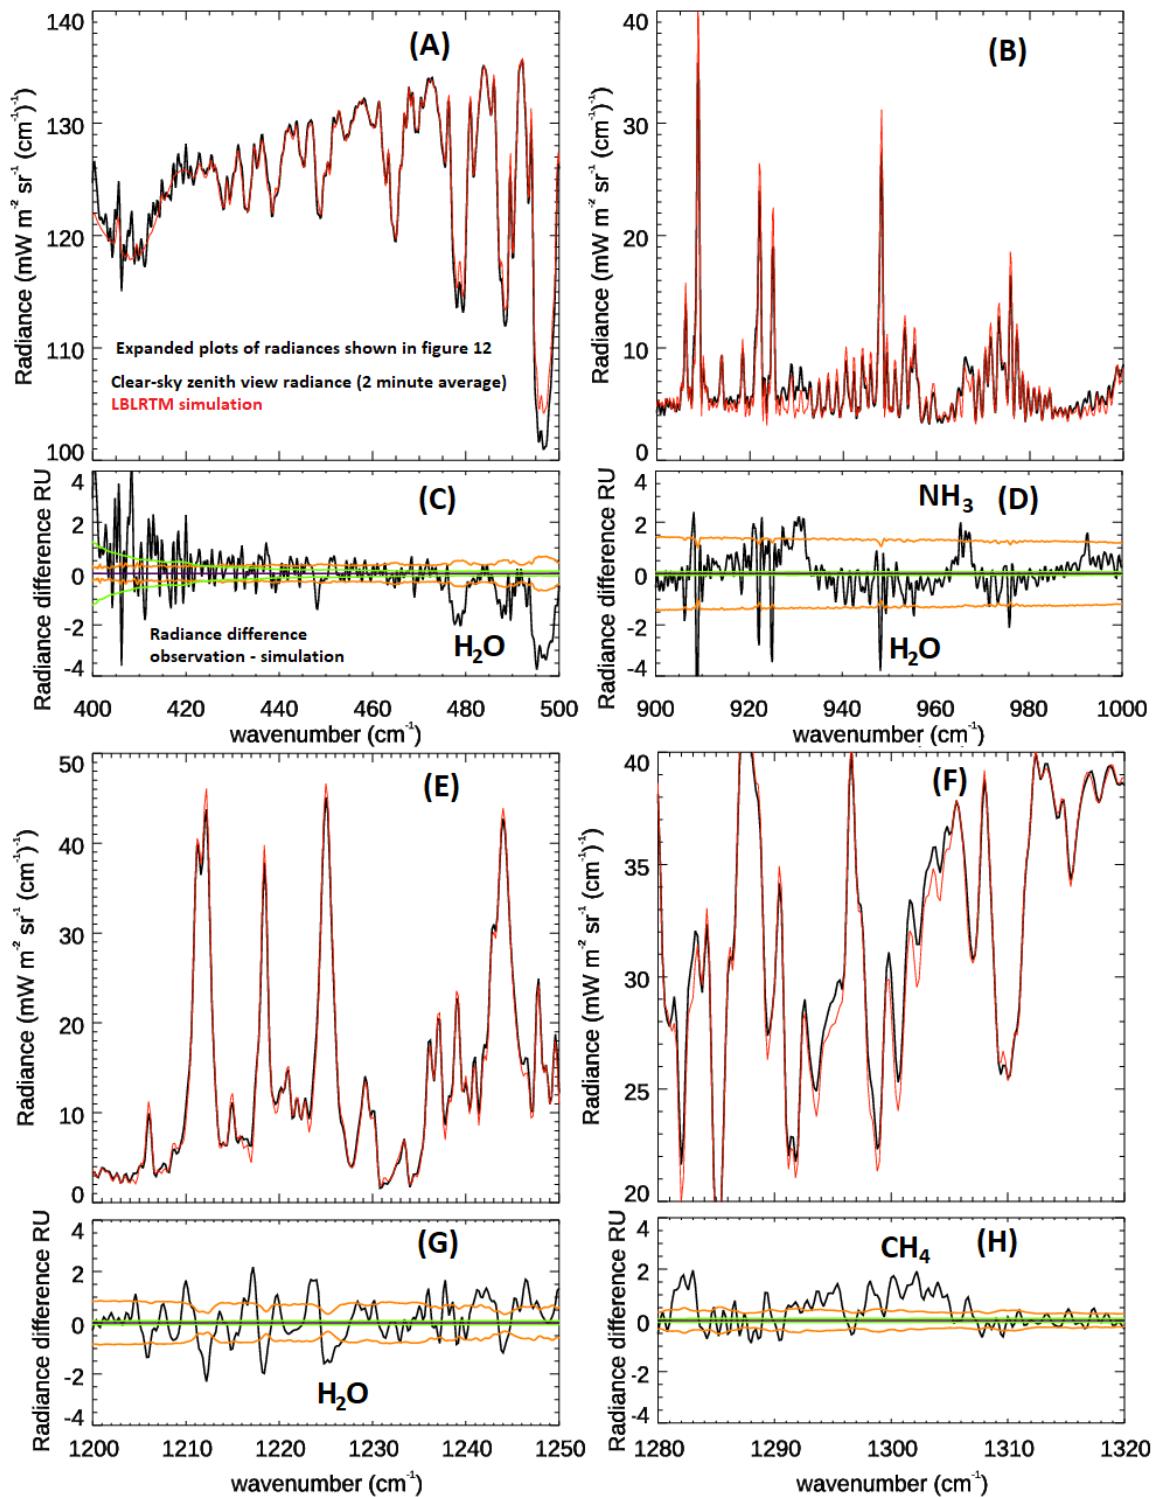 140
130
120
110
100
Radiance (mW m⁻² sr⁻¹ (cm⁻¹)⁻¹)
(A)
Expanded plots of radiances shown in figure 12
Clear-sky zenith view radiance (2 minute average)
LBLRTM simulation
40
30
20
10
0
Radiance (mW m⁻² sr⁻¹ (cm⁻¹)⁻¹)
(B)
4
2
0
-2
-4
Radiance difference RU
(C)
Radiance difference
observation - simulation
H₂O
400 420 440 460 480 500
wavenumber (cm⁻¹)
4
2
0
-2
-4
Radiance difference RU
NH₃ (D)
H₂O
900 920 940 960 980 1000
wavenumber (cm⁻¹)
50
40
30
20
10
0
Radiance (mW m⁻² sr⁻¹ (cm⁻¹)⁻¹)
(E)
40
35
30
25
20
Radiance (mW m⁻² sr⁻¹ (cm⁻¹)⁻¹)
(F)
4
2
0
-2
-4
Radiance difference RU
(G)
H₂O
1200 1210 1220 1230 1240 1250
wavenumber (cm⁻¹)
4
2
0
-2
-4
Radiance difference RU
CH₄ (H)
1280 1290 1300 1310 1320
wavenumber (cm⁻¹)